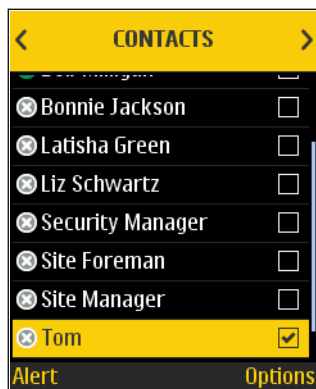 CONTACTS
Bonnie Jackson
Latisha Green
Liz Schwartz
Security Manager
Site Foreman
Site Manager
Tom
Alert Options